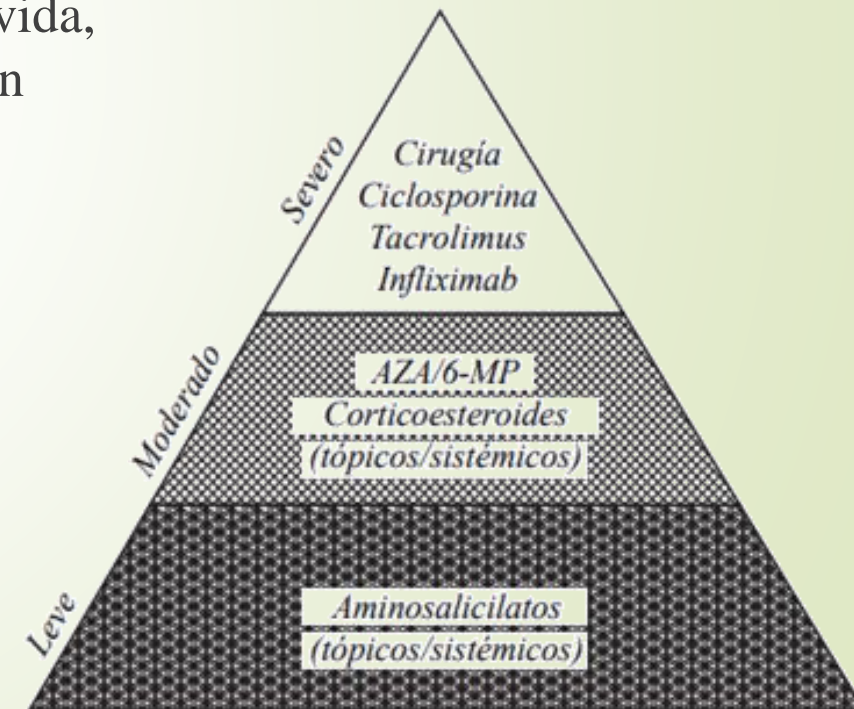 vida,
n
Severo
Cirugía
Ciclosporina
Tacrolimus
Infliximab
Moderado
AZA/6-MP
Corticoesteroides
(tópicos/sistémicos)
Leve
Aminosalicilatos
(tópicos/sistémicos)